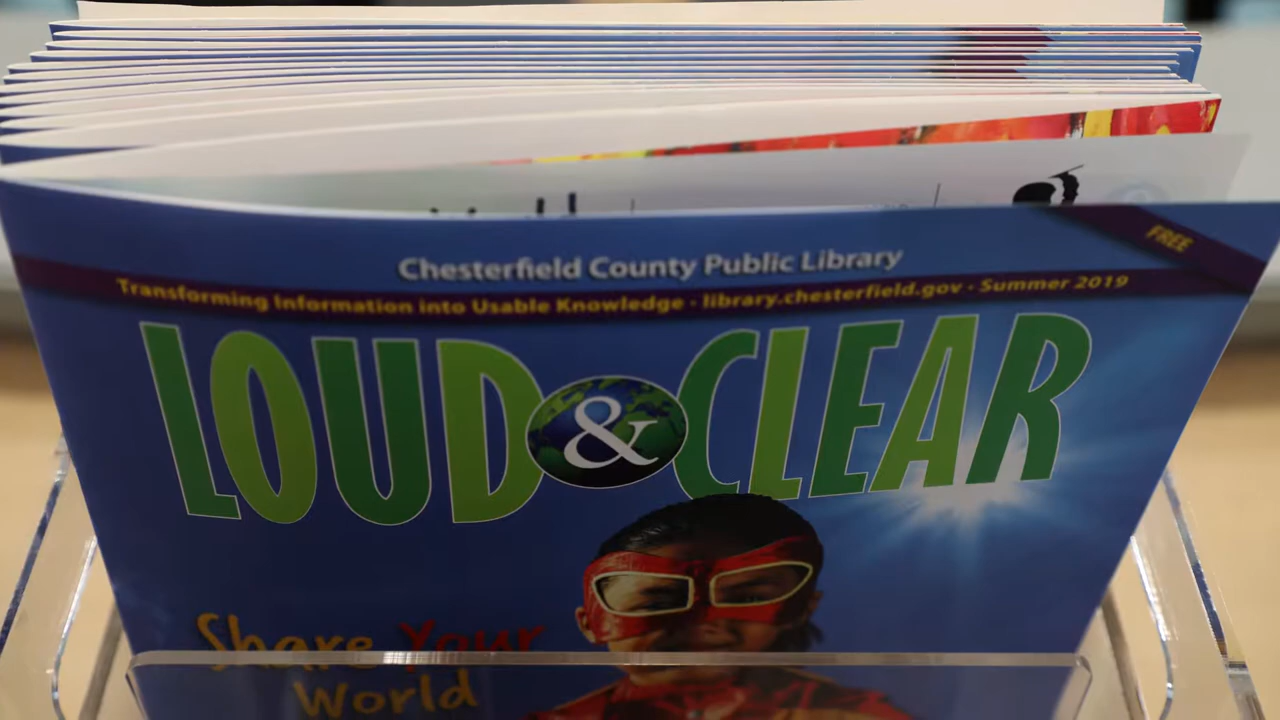 Chesterfield County Public Library
FREE
Transforming Information into Usable Knowledge · library.chesterfield.gov · Summer 2019
LOUD & CLEAR
Share Your
World